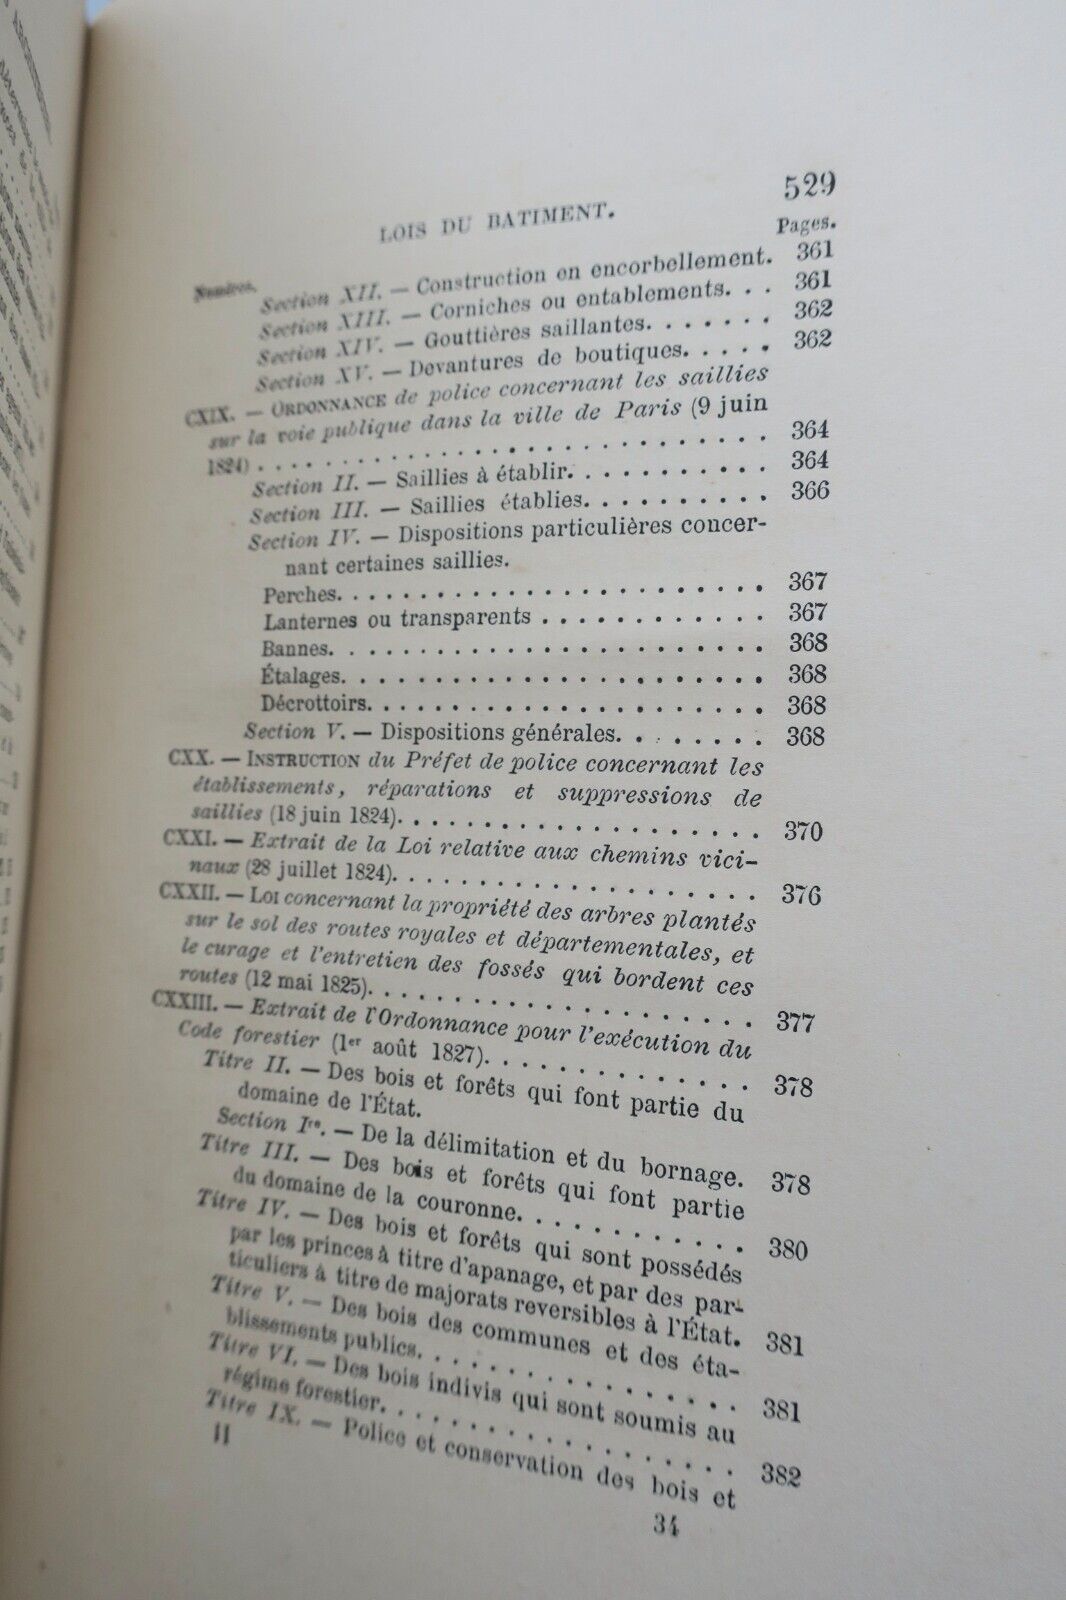 529
LOIS DU BATIMENT.
Numéros. Pages.
Section XII. — Construction en encorbellement. 361
Section XIII. — Corniches ou entablements. . . 361
Section XIV. — Gouttières saillantes. . . . . . . 362
Section XV. — Devantures de boutiques. . . . . 362
CXIX. — ORDONNANCE de police concernant les saillies
sur la voie publique dans la ville de Paris (9 juin
1824) . . . . . . . . . . . . . . . . . . . . . . 364
Section II. — Saillies à établir. . . . . . . . . . 364
Section III. — Saillies établies. . . . . . . . . . 366
Section IV. — Dispositions particulières concer-
nant certaines saillies.
Perches. . . . . . . . . . . . . . . . . . . . . . 367
Lanternes ou transparents . . . . . . . . . . . . 367
Bannes. . . . . . . . . . . . . . . . . . . . . . 368
Étalages. . . . . . . . . . . . . . . . . . . . . 368
Décrottoirs. . . . . . . . . . . . . . . . . . . . 368
Section V. — Dispositions générales. . . . . . . . 368
CXX. — INSTRUCTION du Préfet de police concernant les
établissements, réparations et suppressions de
saillies (18 juin 1824). . . . . . . . . . . . . . . . . 370
CXXI. — Extrait de la Loi relative aux chemins vici-
naux (28 juillet 1824). . . . . . . . . . . . . . . . . 376
CXXII. — LOI concernant la propriété des arbres plantés
sur le sol des routes royales et départementales, et
le curage et l'entretien des fossés qui bordent ces
routes (12 mai 1825). . . . . . . . . . . . . . . . . . 377
CXXIII. — Extrait de l'Ordonnance pour l'exécution du
Code forestier (1er août 1827). . . . . . . . . . . . . 378
Titre II. — Des bois et forêts qui font partie du
domaine de l'État.
Section Ire. — De la délimitation et du bornage. 378
Titre III. — Des bois et forêts qui font partie
du domaine de la couronne. . . . . . . . . . . . 380
Titre IV. — Des bois et forêts qui sont possédés
par les princes à titre d'apanage, et par des par-
ticuliers à titre de majorats reversibles à l'État. 381
Titre V. — Des bois des communes et des éta-
blissements publics. . . . . . . . . . . . . . . . 381
Titre VI. — Des bois indivis qui sont soumis au
régime forestier. . . . . . . . . . . . . . . . . . 382
Titre IX. — Police et conservation des bois et
II 34